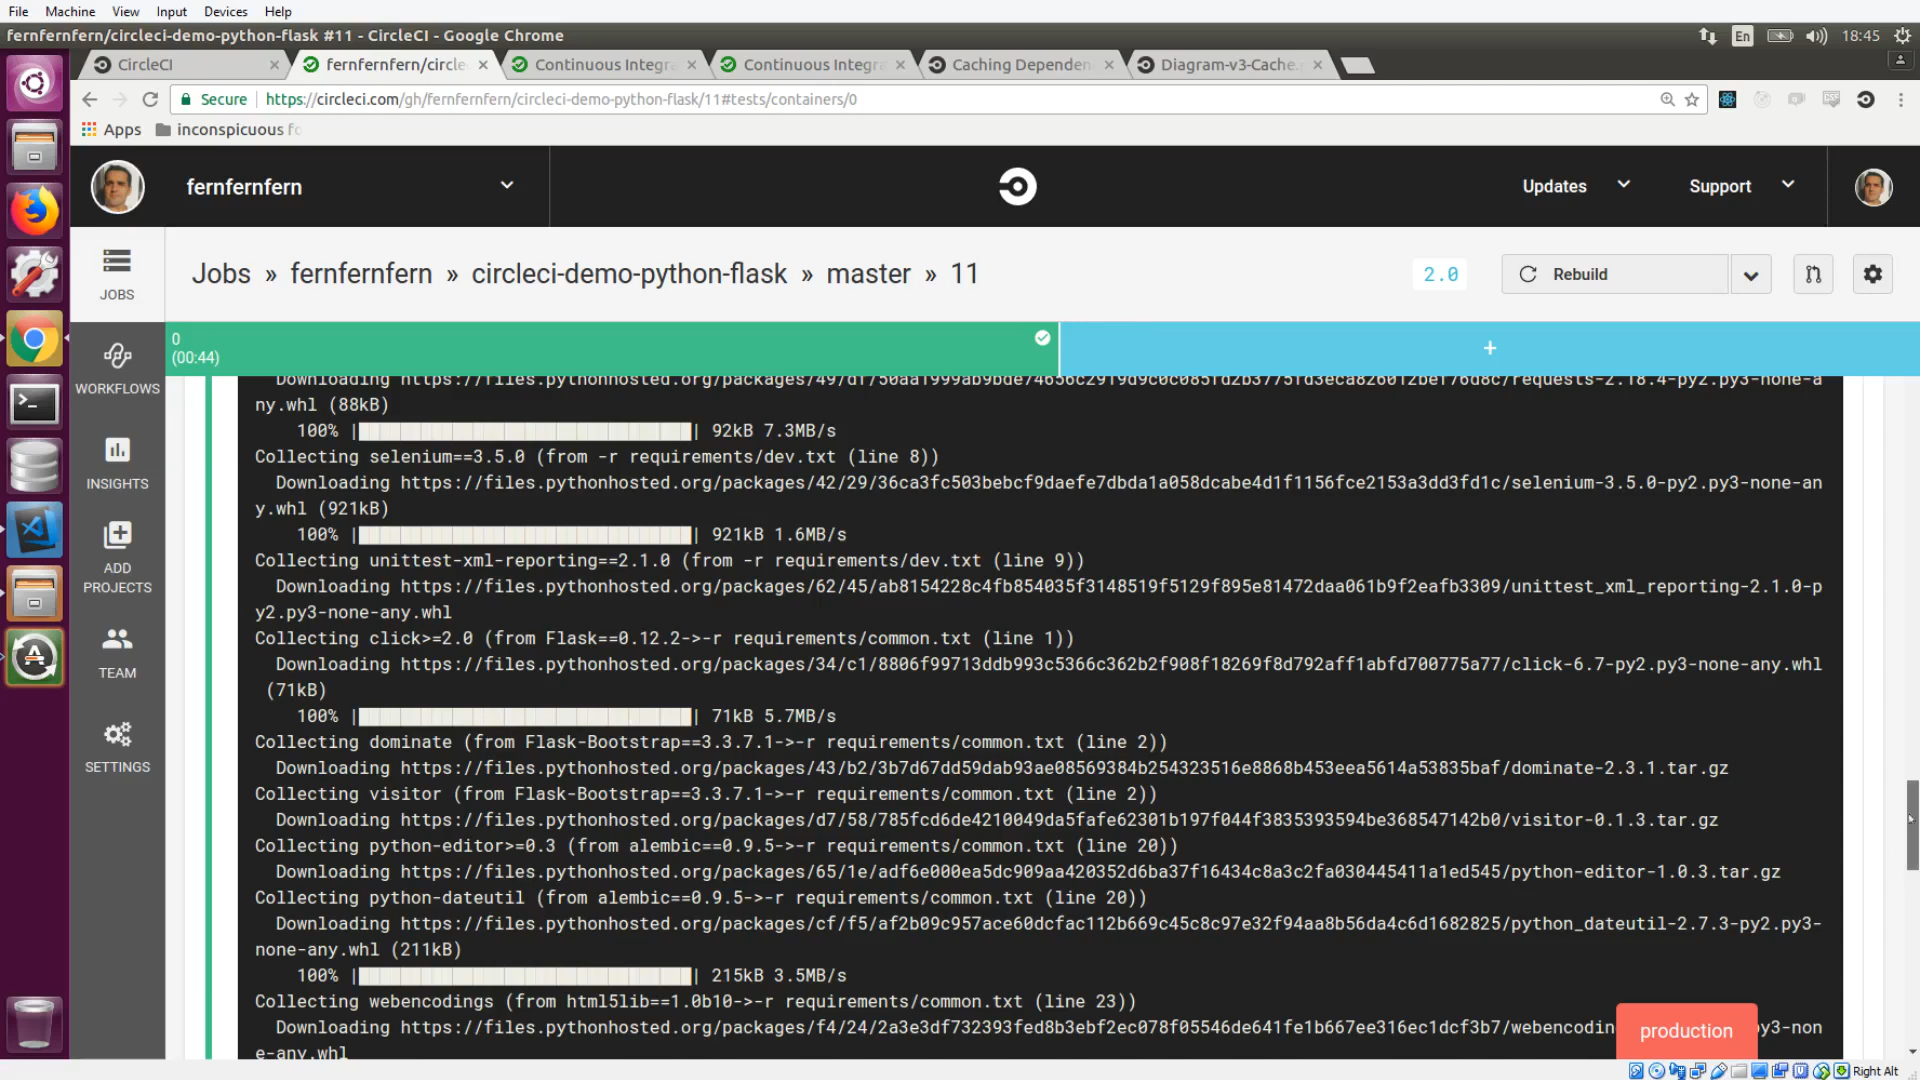 File Machine View Input Devices Help
fernfernfern/circleci-demo-python-flask #11 - CircleCI - Google Chrome
En 18:45
CircleCI
fernfernfern/circle
Continuous Integra
Continuous Integra
Caching Dependen
Diagram-v3-Cache.
Secure https://circleci.com/gh/fernfernfern/circleci-demo-python-flask/11#tests/containers/0
Apps inconspicuous fo
fernfernfern
Updates Support
JOBS
Jobs » fernfernfern » circleci-demo-python-flask » master » 11
2.0 Rebuild
WORKFLOWS
INSIGHTS
ADD
PROJECTS
TEAM
SETTINGS
0
(00:44)
+
ny.whl (88kB)
100% | | 92kB 7.3MB/s
Collecting selenium==3.5.0 (from -r requirements/dev.txt (line 8))
Downloading https://files.pythonhosted.org/packages/42/29/36ca3fc503bebcf9daefe7dbda1a058dcabe4d1f1156fce2153a3dd3fd1c/selenium-3.5.0-py2.py3-none-an
y.whl (921kB)
100% | | 921kB 1.6MB/s
Collecting unittest-xml-reporting==2.1.0 (from -r requirements/dev.txt (line 9))
Downloading https://files.pythonhosted.org/packages/62/45/ab8154228c4fb854035f3148519f5129f895e81472daa061b9f2eafb3309/unittest_xml_reporting-2.1.0-p
y2.py3-none-any.whl
Collecting click>=2.0 (from Flask==0.12.2->-r requirements/common.txt (line 1))
Downloading https://files.pythonhosted.org/packages/34/c1/8806f99713ddb993c5366c362b2f908f18269f8d792aff1abfd700775a77/click-6.7-py2.py3-none-any.whl
(71kB)
100% | | 71kB 5.7MB/s
Collecting dominate (from Flask-Bootstrap==3.3.7.1->-r requirements/common.txt (line 2))
Downloading https://files.pythonhosted.org/packages/43/b2/3b7d67dd59dab93ae08569384b254323516e8868b453eea5614a53835baf/dominate-2.3.1.tar.gz
Collecting visitor (from Flask-Bootstrap==3.3.7.1->-r requirements/common.txt (line 2))
Downloading https://files.pythonhosted.org/packages/d7/58/785fcd6de4210049da5fafe62301b197f044f3835393594be368547142b0/visitor-0.1.3.tar.gz
Collecting python-editor>=0.3 (from alembic==0.9.5->-r requirements/common.txt (line 20))
Downloading https://files.pythonhosted.org/packages/65/1e/adf6e000ea5dc909aa420352d6ba37f16434c8a3c2fa030445411a1ed545/python-editor-1.0.3.tar.gz
Collecting python-dateutil (from alembic==0.9.5->-r requirements/common.txt (line 20))
Downloading https://files.pythonhosted.org/packages/cf/f5/af2b09c957ace60dcfac112b669c45c8c97e32f94aa8b56da4c6d1682825/python_dateutil-2.7.3-py2.py3-
none-any.whl (211kB)
100% | | 215kB 3.5MB/s
Collecting webencodings (from html5lib==1.0b10->-r requirements/common.txt (line 23))
Downloading https://files.pythonhosted.org/packages/f4/24/2a3e3df732393fed8b3ebf2ec078f05546de641fe1b667ee316ec1dcf3b7/webencodin y3-non
e-any.whl
production
Right Alt